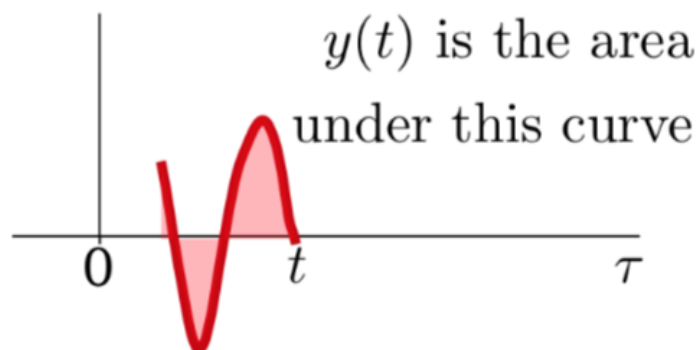 y(t) is the area
under this curve
0
t
τ